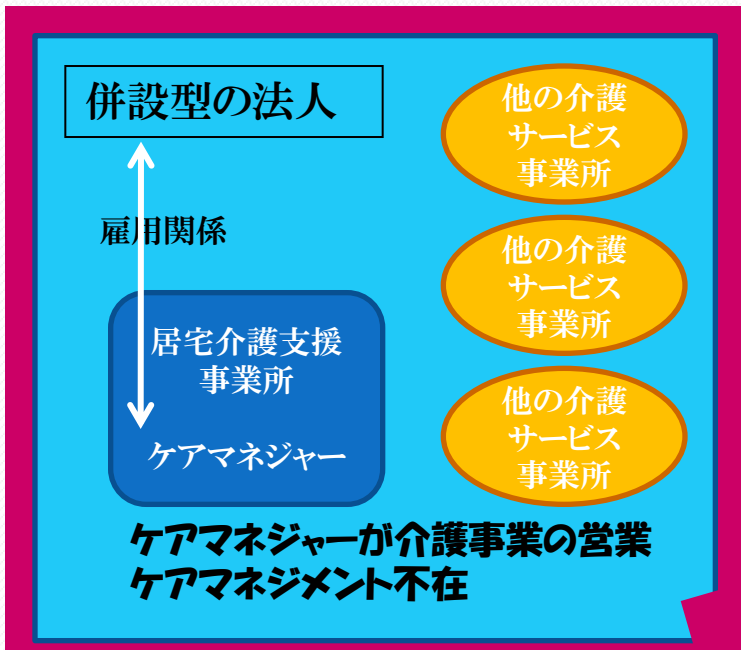 併設型の法人
雇用関係
居宅介護支援
事業所
ケアマネジャー
他の介護
サービス
事業所
他の介護
サービス
事業所
他の介護
サービス
事業所
ケアマネジャーが介護事業の営業
ケアマネジメント不在